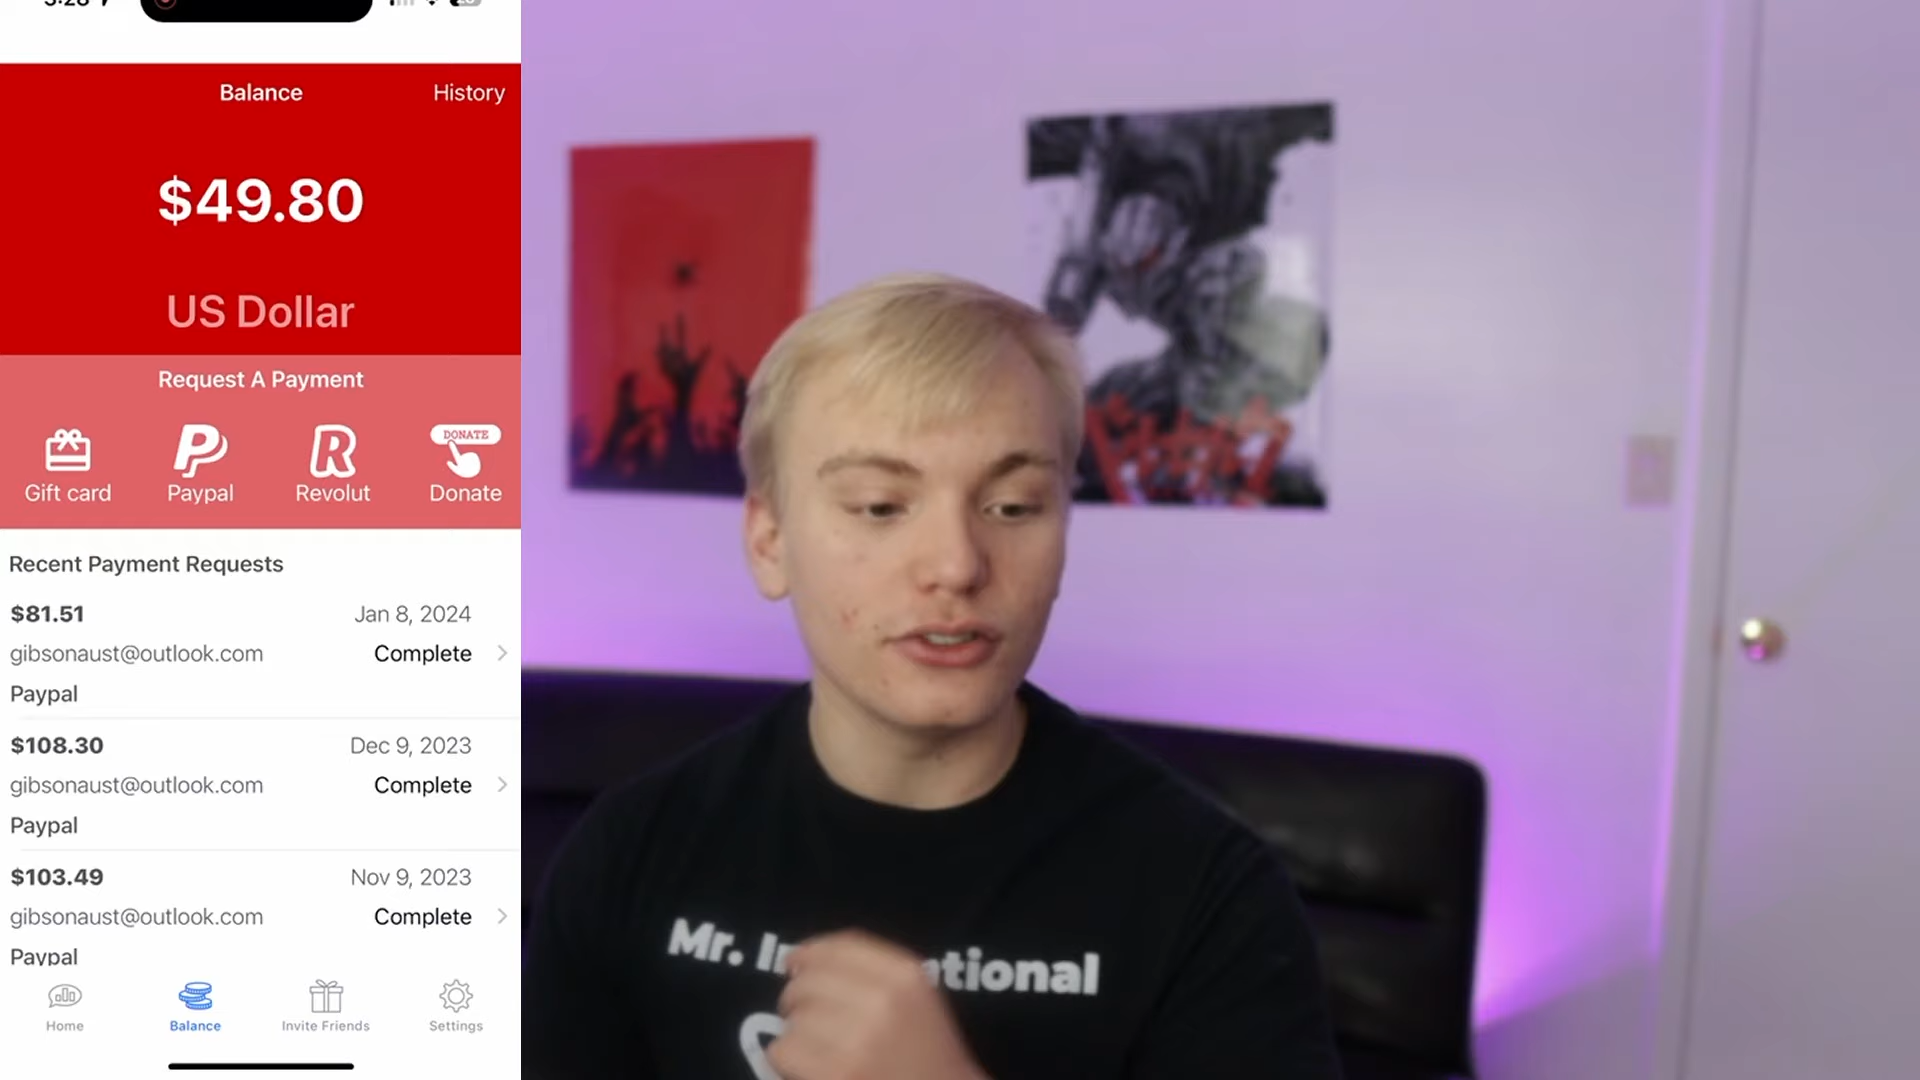 Balance
History
$49.80
US Dollar
Request A Payment
DONATE
Gift card
Paypal
Revolut
Donate
Recent Payment Requests
$81.51
Jan 8, 2024
gibsonaust@outlook.com
Complete
Paypal
$108.30
Dec 9, 2023
gibsonaust@outlook.com
Complete
Paypal
$103.49
Nov 9, 2023
gibsonaust@outlook.com
Complete
Paypal
Home
Balance
Invite Friends
Settings
Mr.